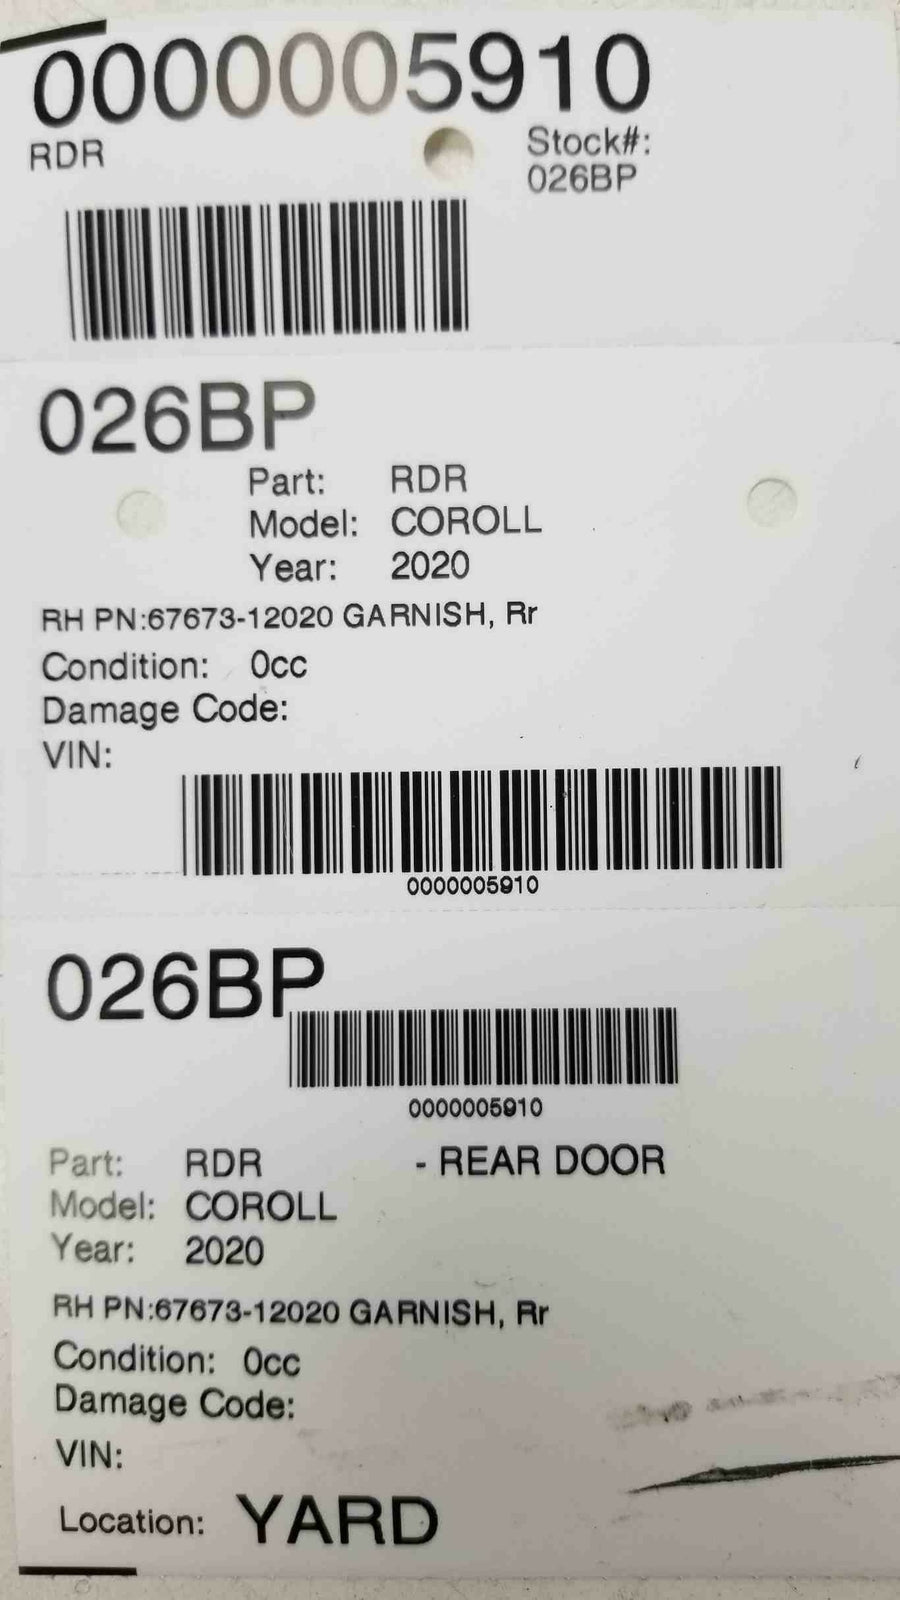 0000005910
RDR
Stock#:
026BP
026BP
Part: RDR
Model: COROLL
Year: 2020
RH PN:67673-12020 GARNISH, Rr
Condition: 0cc
Damage Code:
VIN:
0000005910
026BP
0000005910
Part: RDR - REAR DOOR
Model: COROLL
Year: 2020
RH PN:67673-12020 GARNISH, Rr
Condition: 0cc
Damage Code:
VIN:
Location: YARD